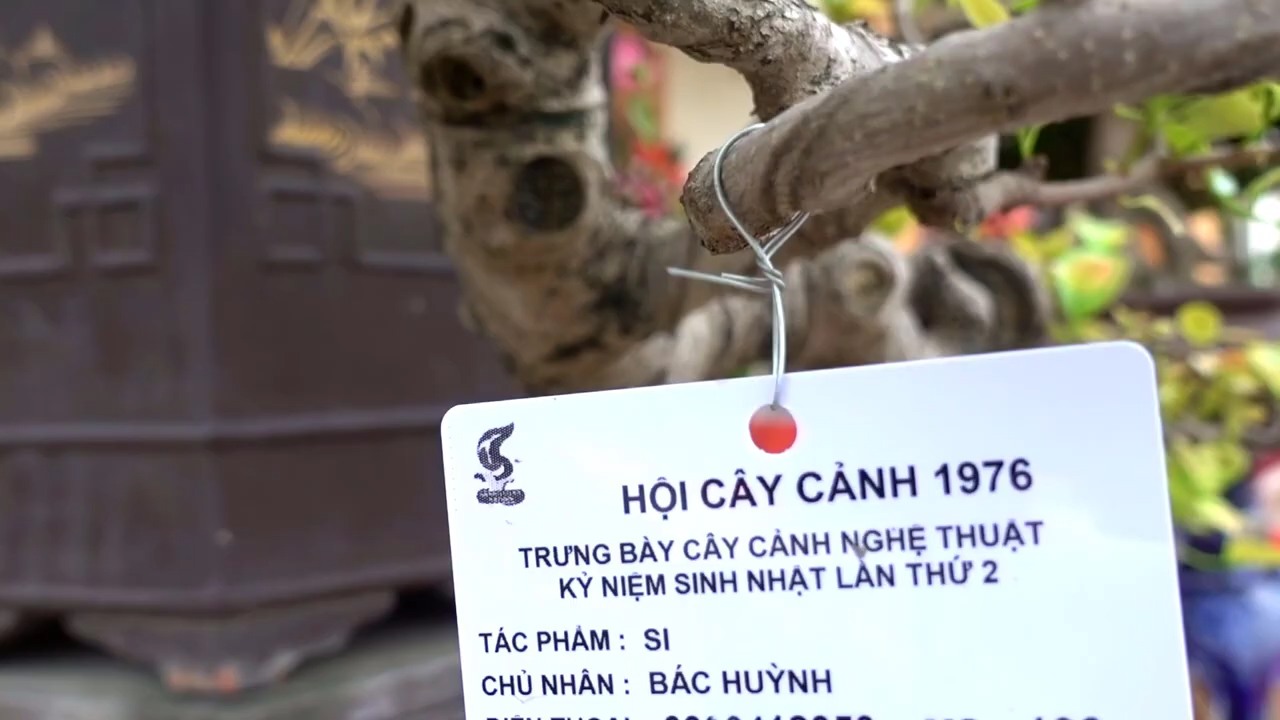 HỘI CÂY CẢNH 1976
TRƯNG BÀY CÂY CẢNH NGHỆ THUẬT
KỶ NIỆM SINH NHẬT LẦN THỨ 2
TÁC PHẨM : SI
CHỦ NHÂN : BÁC HUỲNH